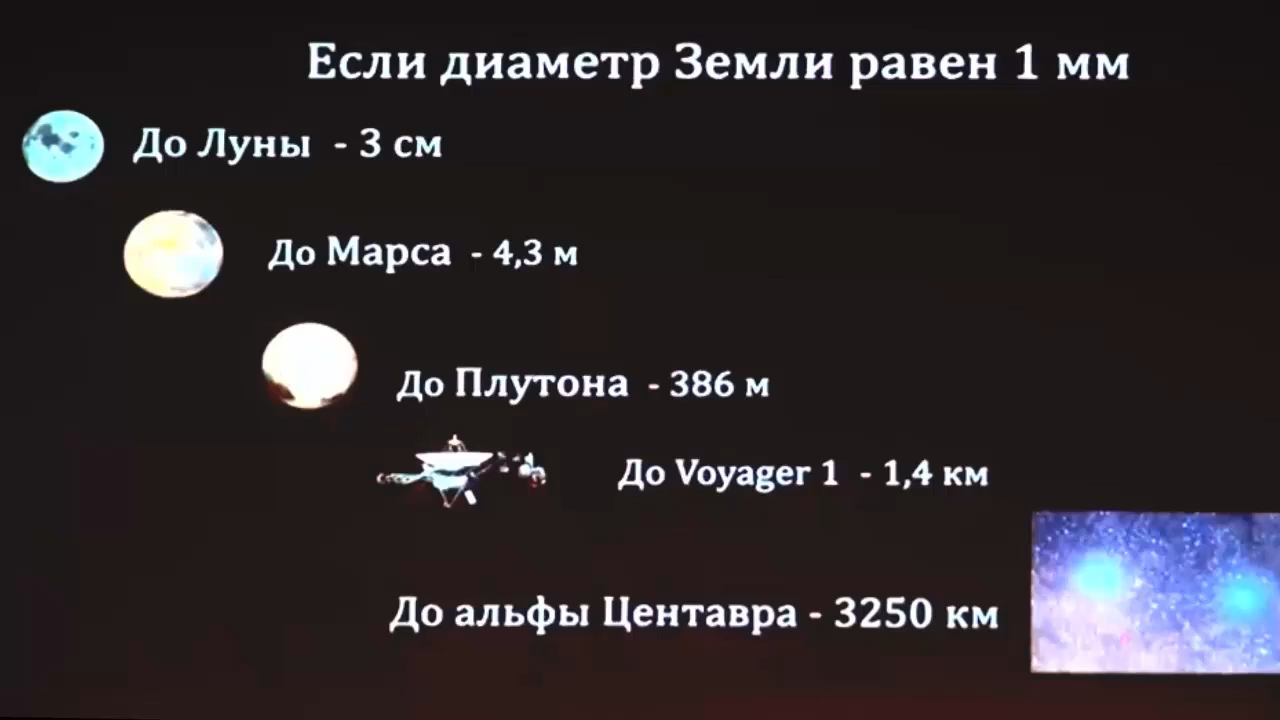 Если диаметр Земли равен 1 мм
До Луны - 3 см
До Марса - 4,3 м
До Плутона - 386 м
До Voyager 1 - 1,4 км
До альфы Центавра - 3250 км